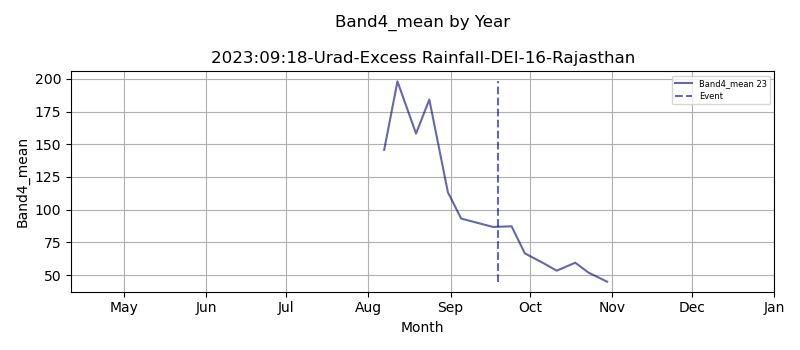 Band4_mean by Year
2023:09:18-Urad-Excess Rainfall-DEI-16-Rajasthan
200
175
150
125
100
75
50
Band4_mean
Band4_mean 23
Event
May Jun Jul Aug Sep Oct Nov Dec Jan
Month